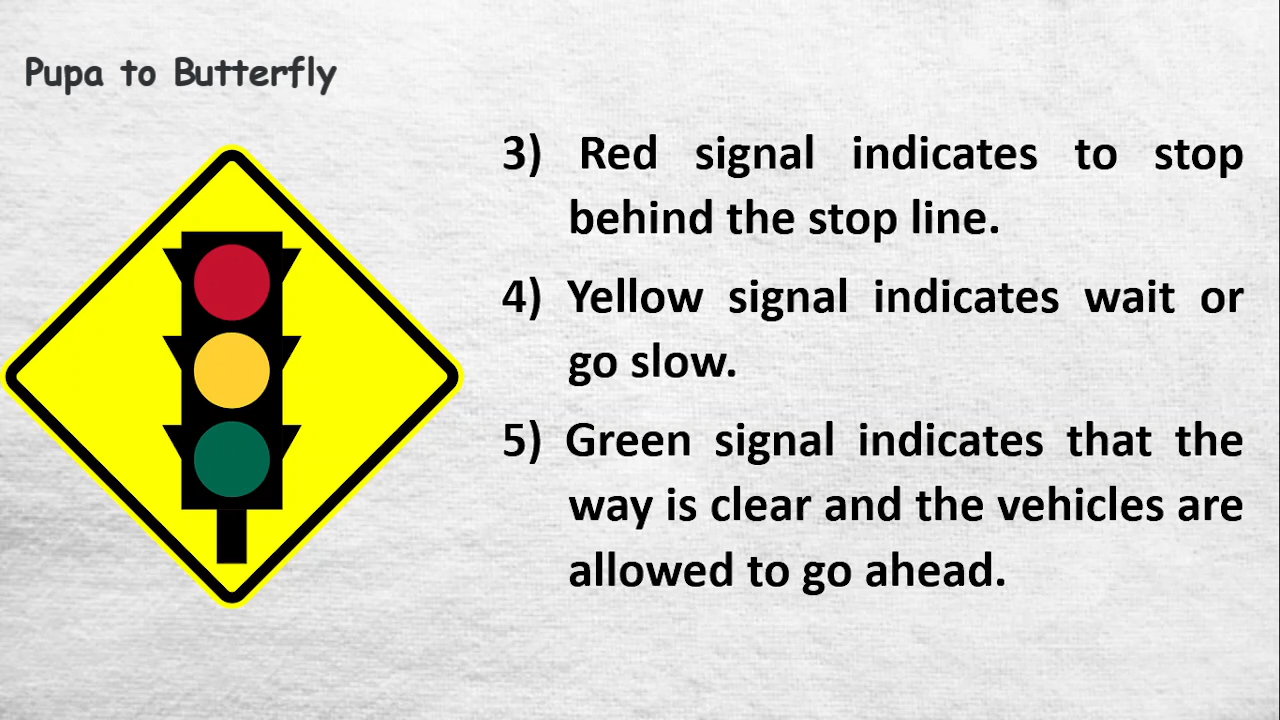 Pupa to Butterfly
3) Red signal indicates to stop
behind the stop line.
4) Yellow signal indicates wait or
go slow.
5) Green signal indicates that the
way is clear and the vehicles are
allowed to go ahead.